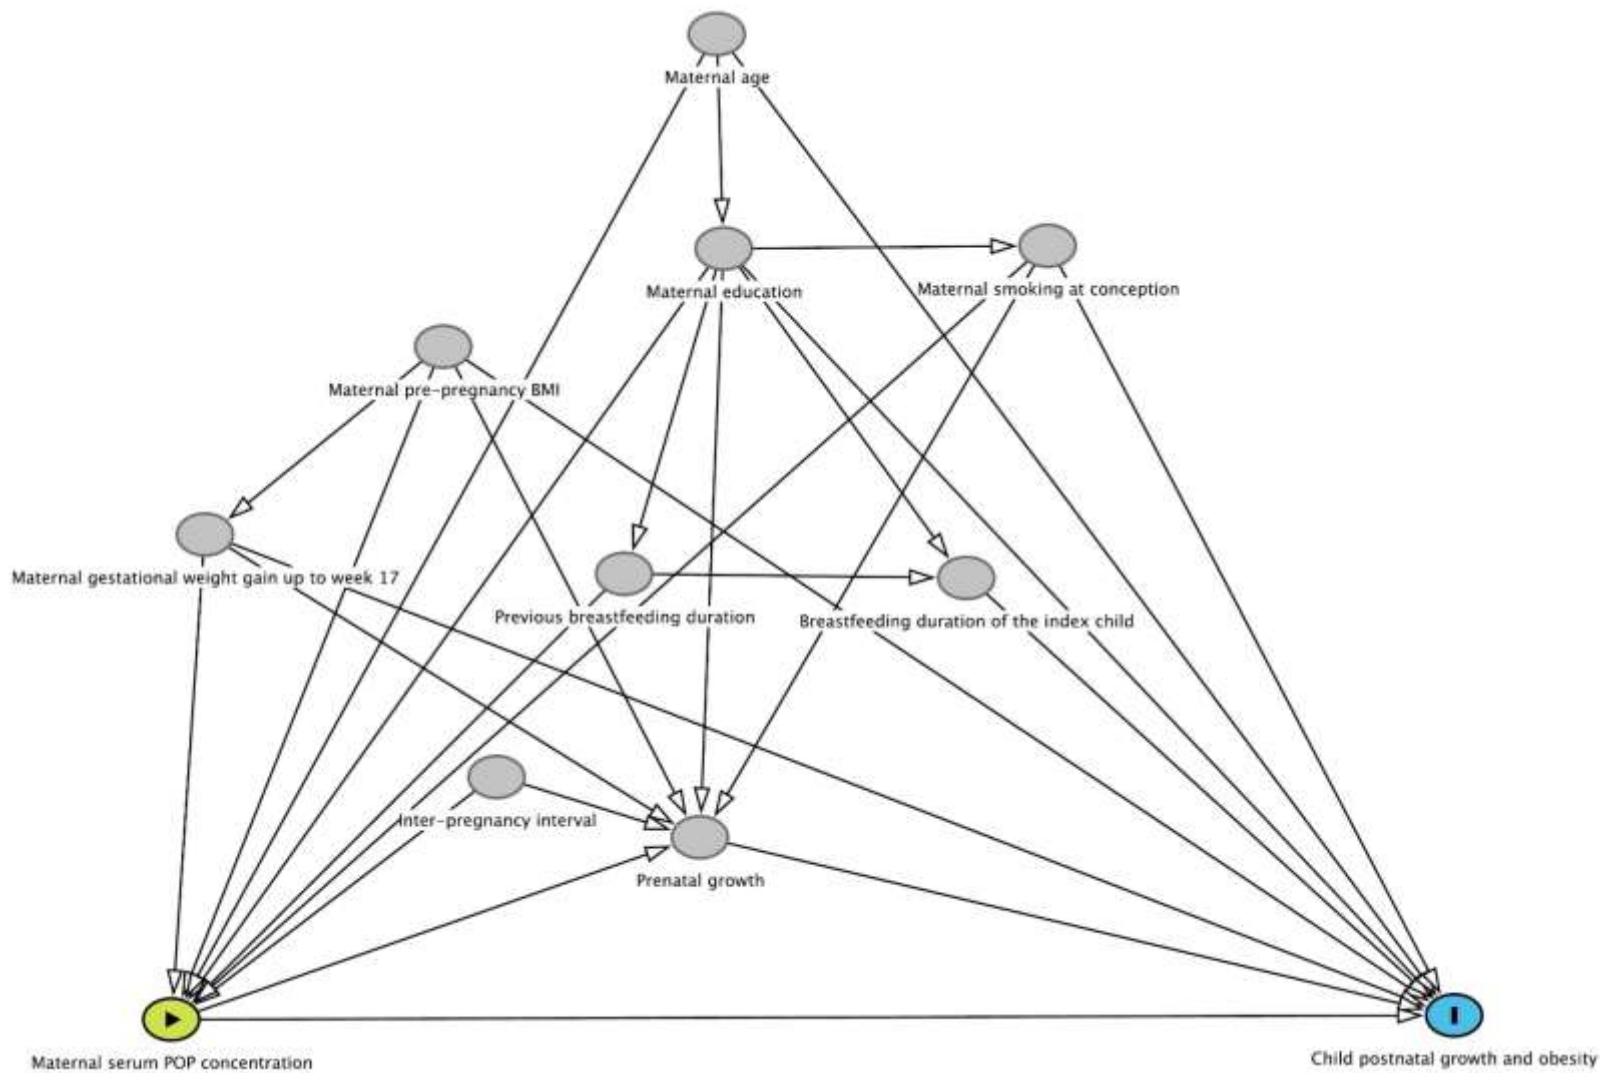 Maternal age
Maternal education
Maternal smoking at conception
Maternal pre-pregnancy BMI
Maternal gestational weight gain up to week 17
Previous breastfeeding duration
Breastfeeding duration of the index child
Inter-pregnancy interval
Prenatal growth
Maternal serum POP concentration
Child postnatal growth and obesity